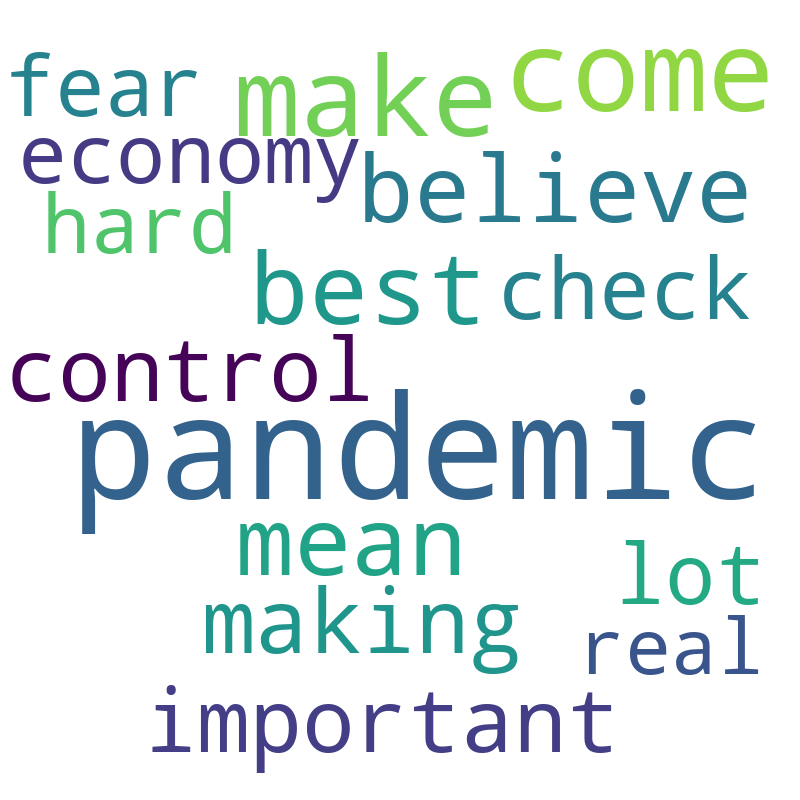 fear make come
economy believe
hard
best check
control
pandemic
mean lot
making real
important